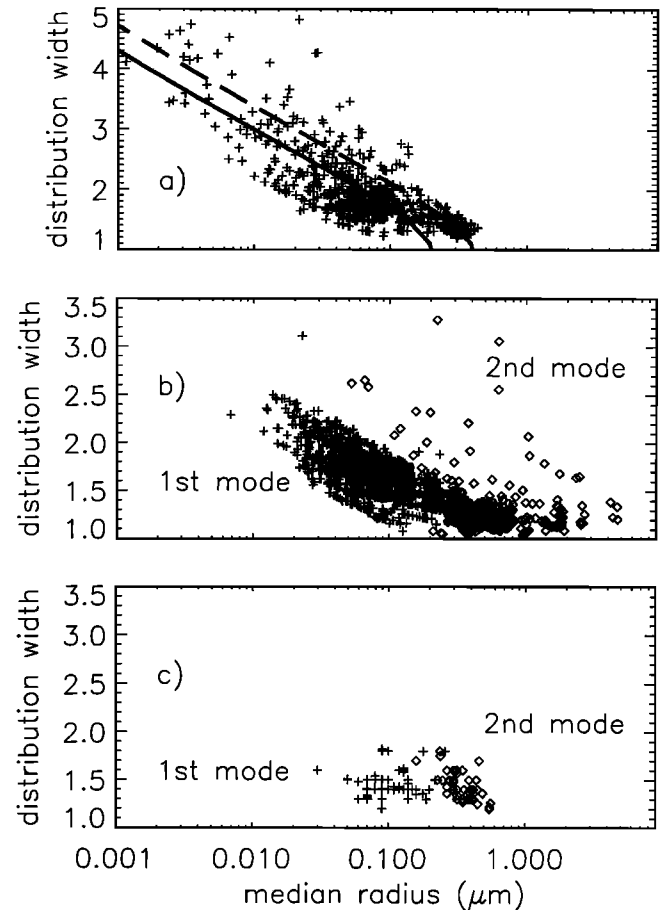 5
4
3
2
1
distribution width
a)
3.5
3.0
2.5
2.0
1.5
1.0
distribution width
b)
2nd mode
1st mode
3.5
3.0
2.5
2.0
1.5
1.0
distribution width
c)
2nd mode
1st mode
0.001 0.010 0.100 1.000
median radius (μm)